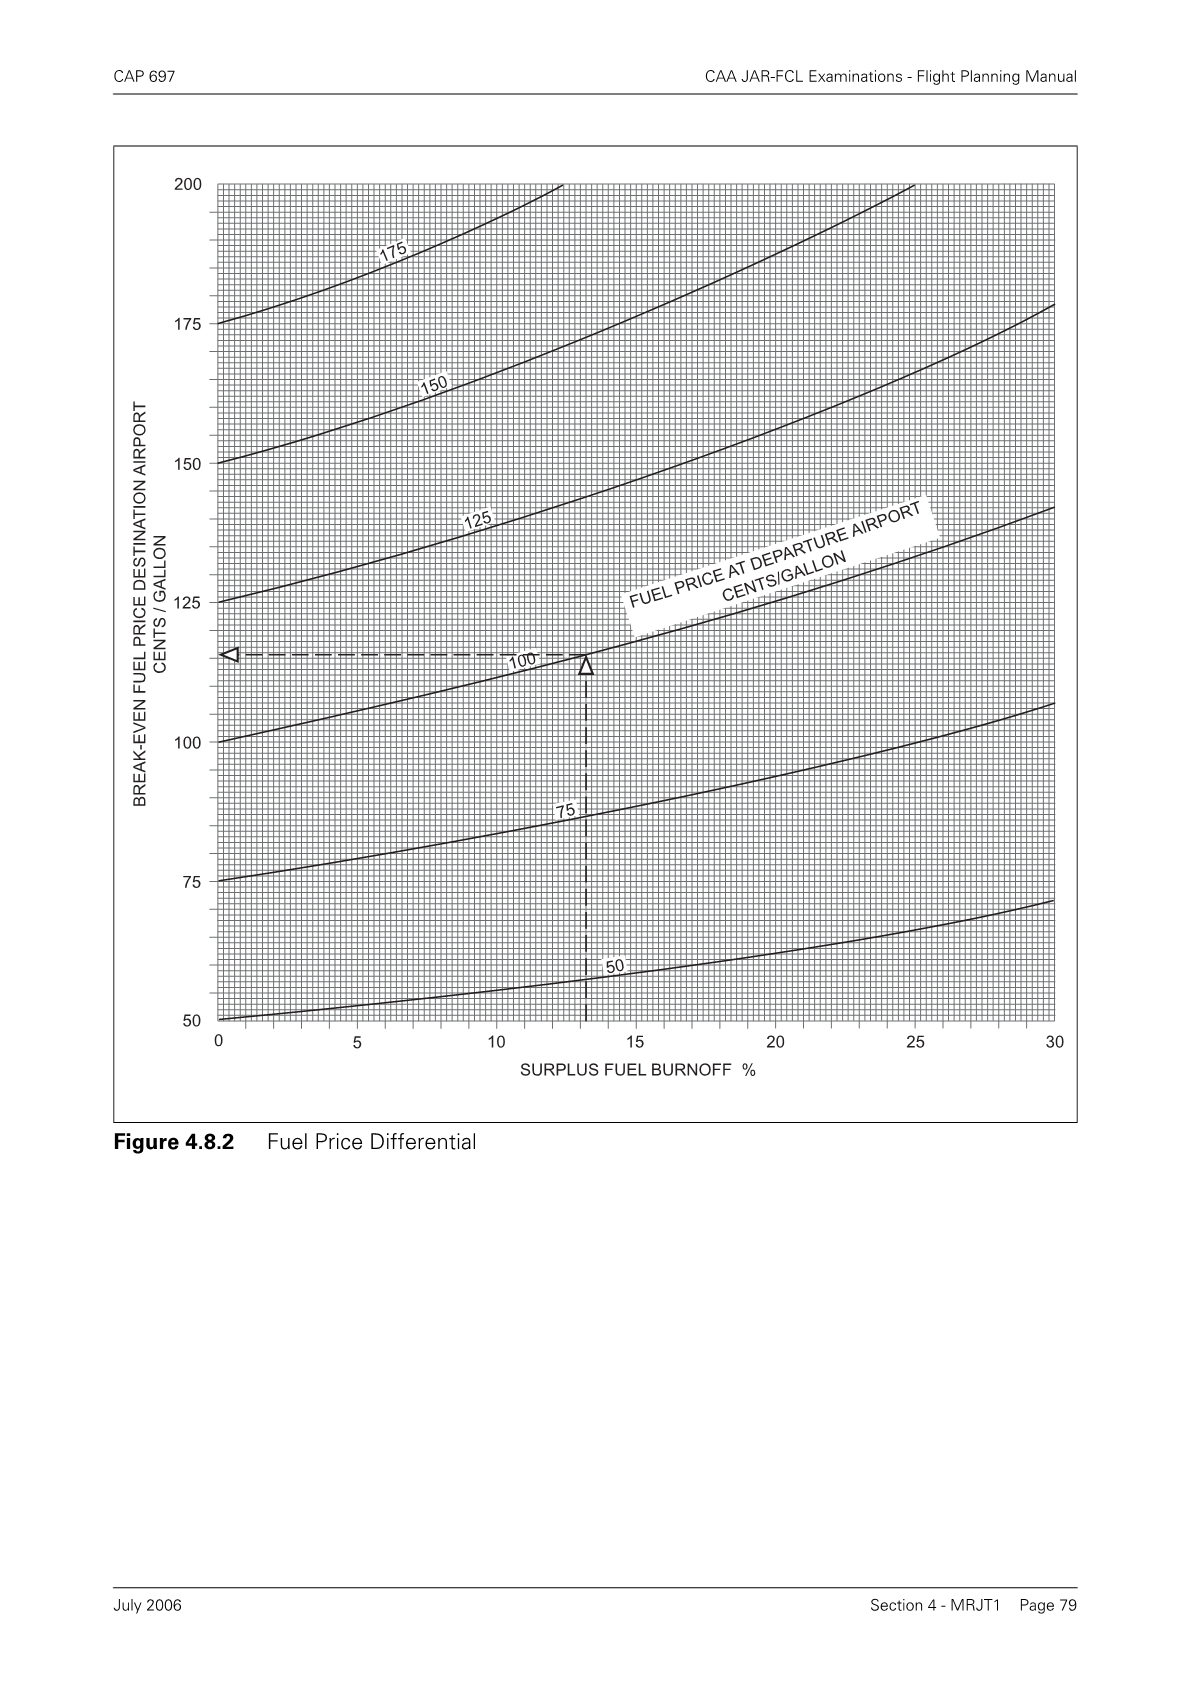 CAP 697
CAA JAR-FCL Examinations - Flight Planning Manual
200
175
150
125
100
75
50
BREAK-EVEN FUEL PRICE DESTINATION AIRPORT
CENTS / GALLON
175
150
125
FUEL PRICE AT DEPARTURE AIRPORT
CENTS/GALLON
100
75
50
0
5
10
15
20
25
30
SURPLUS FUEL BURNOFF %
Figure 4.8.2 Fuel Price Differential
July 2006
Section 4 - MRJT1 Page 79